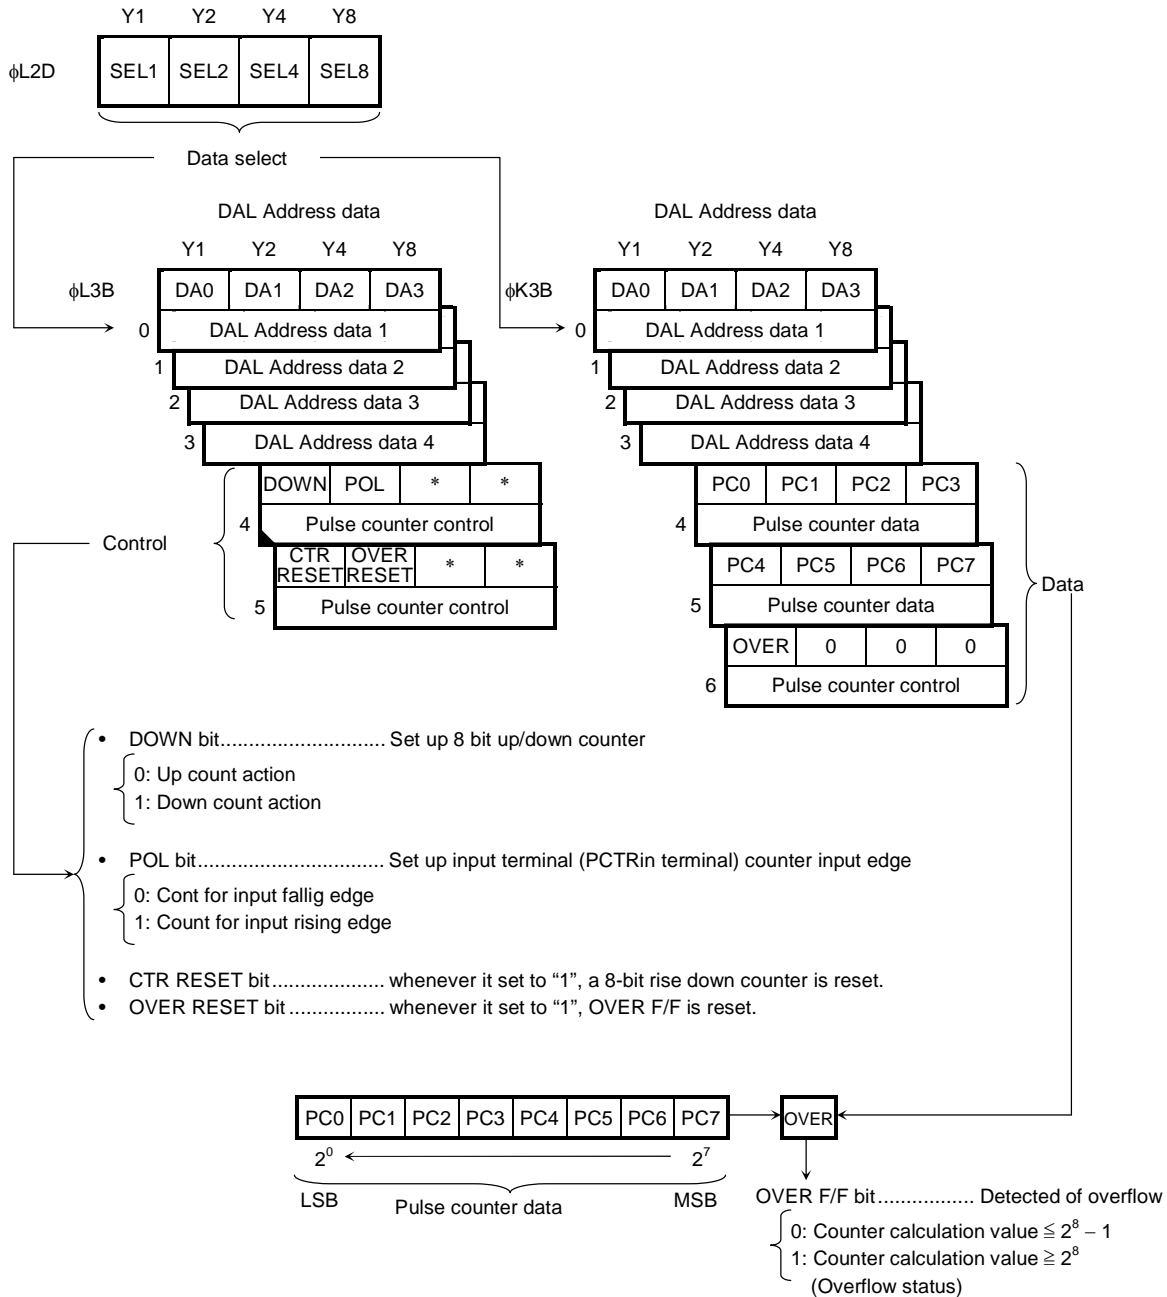 Y1 Y2 Y4 Y8
ϕL2D SEL1 SEL2 SEL4 SEL8
Data select
DAL Address data DAL Address data
Y1 Y2 Y4 Y8 Y1 Y2 Y4 Y8
ϕL3B DA0 DA1 DA2 DA3 ϕK3B DA0 DA1 DA2 DA3
0 DAL Address data 1 0 DAL Address data 1
1 DAL Address data 2 1 DAL Address data 2
2 DAL Address data 3 2 DAL Address data 3
3 DAL Address data 4 3 DAL Address data 4
DOWN POL * * PC0 PC1 PC2 PC3
4 Pulse counter control 4 Pulse counter data
Control
CTR RESET OVER RESET * * PC4 PC5 PC6 PC7
Data
5 Pulse counter control 5 Pulse counter data
OVER 0 0 0
6 Pulse counter control
• DOWN bit............................ Set up 8 bit up/down counter
0: Up count action
1: Down count action
• POL bit................................ Set up input terminal (PCTRin terminal) counter input edge
0: Cont for input fallig edge
1: Count for input rising edge
• CTR RESET bit.................... whenever it set to “1”, a 8-bit rise down counter is reset.
• OVER RESET bit ................. whenever it set to “1”, OVER F/F is reset.
PC0 PC1 PC2 PC3 PC4 PC5 PC6 PC7 OVER
2⁰ 2⁷
LSB Pulse counter data MSB
OVER F/F bit................. Detected of overflow
0: Counter calculation value ≦ 2⁸ – 1
1: Counter calculation value ≧ 2⁸
(Overflow status)